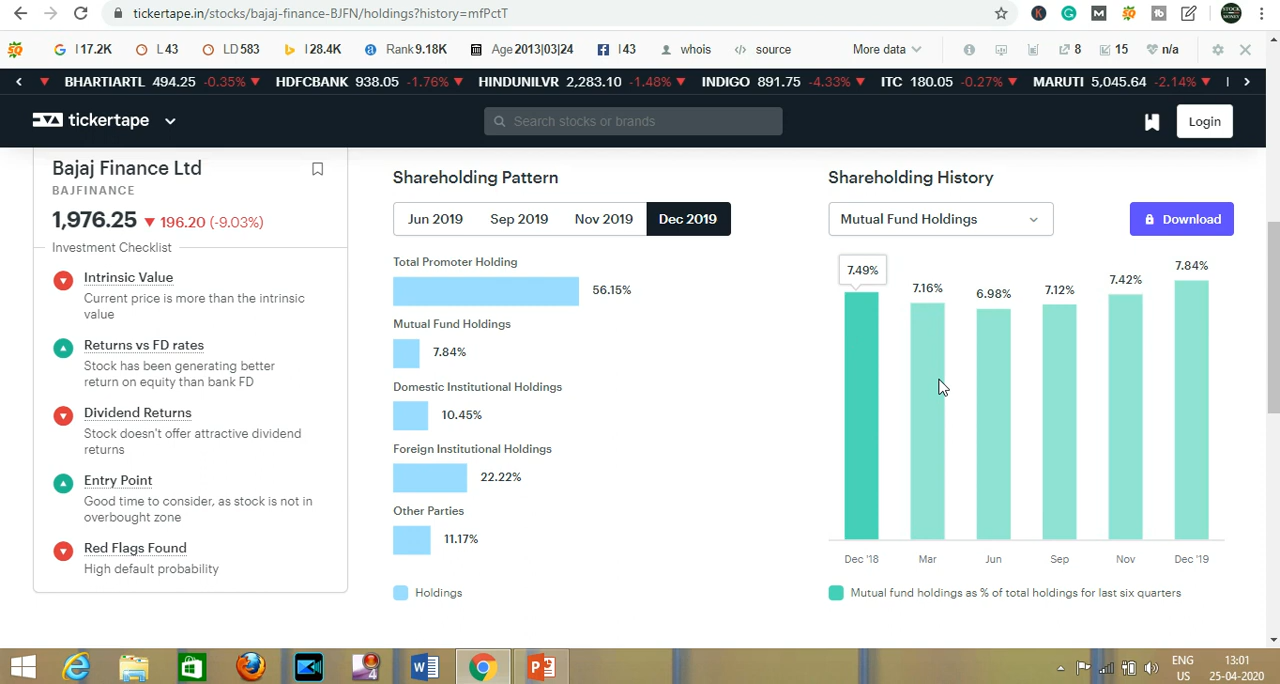 tickertape.in/stocks/bajaj-finance-BJFN/holdings?history=mfPctT
I 17.2K L 43 LD 583 I 28.4K Rank 9.18K Age 2013|03|24 I 43 whois source More data 8 15 n/a
BHARTIARTL 494.25 -0.35% HDFCBANK 938.05 -1.76% HINDUNILVR 2,283.10 -1.48% INDIGO 891.75 -4.33% ITC 180.05 -0.27% MARUTI 5,045.64 -2.14%
tickertape Search stocks or brands Login
Bajaj Finance Ltd
BAJFINANCE
1,976.25 196.20 (-9.03%)
Investment Checklist
Intrinsic Value
Current price is more than the intrinsic
value
Returns vs FD rates
Stock has been generating better
return on equity than bank FD
Dividend Returns
Stock doesn't offer attractive dividend
returns
Entry Point
Good time to consider, as stock is not in
overbought zone
Red Flags Found
High default probability
Shareholding Pattern
Jun 2019 Sep 2019 Nov 2019 Dec 2019
Total Promoter Holding
56.15%
Mutual Fund Holdings
7.84%
Domestic Institutional Holdings
10.45%
Foreign Institutional Holdings
22.22%
Other Parties
11.17%
Holdings
Shareholding History
Mutual Fund Holdings Download
7.49% 7.16% 6.98% 7.12% 7.42% 7.84%
Dec '18 Mar Jun Sep Nov Dec '19
Mutual fund holdings as % of total holdings for last six quarters
ENG 13:01
US 25-04-2020